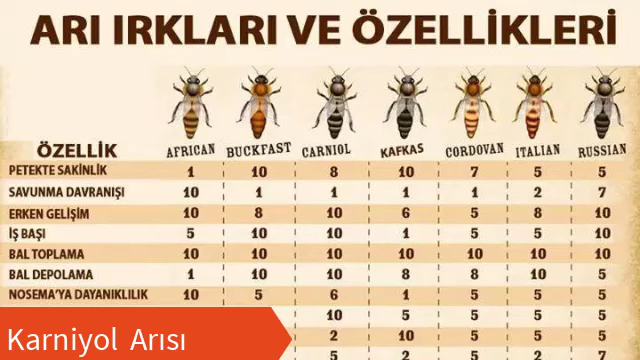 ARI IRKLARI VE ÖZELLİKLERİ
ÖZELLİK AFRICAN BUCKFAST CARNIOL KAFKAS CORDOVAN ITALIAN RUSSIAN
PETEKTE SAKİNLİK 1 10 8 10 7 5 5
SAVUNMA DAVRANIŞI 10 1 1 1 1 2 7
ERKEN GELİŞİM 10 8 10 6 5 8 10
İŞ BAŞI 5 10 10 1 5 5 10
BAL TOPLAMA 10 10 10 10 10 10 10
BAL DEPOLAMA 1 10 10 8 8 10 5
NOSEMA'YA DAYANIKLILIK 10 5 6 1 5 5 5
10 5 5 5 5
2 10 5 5 5
5 2 5 2 7
Karniyol Arısı